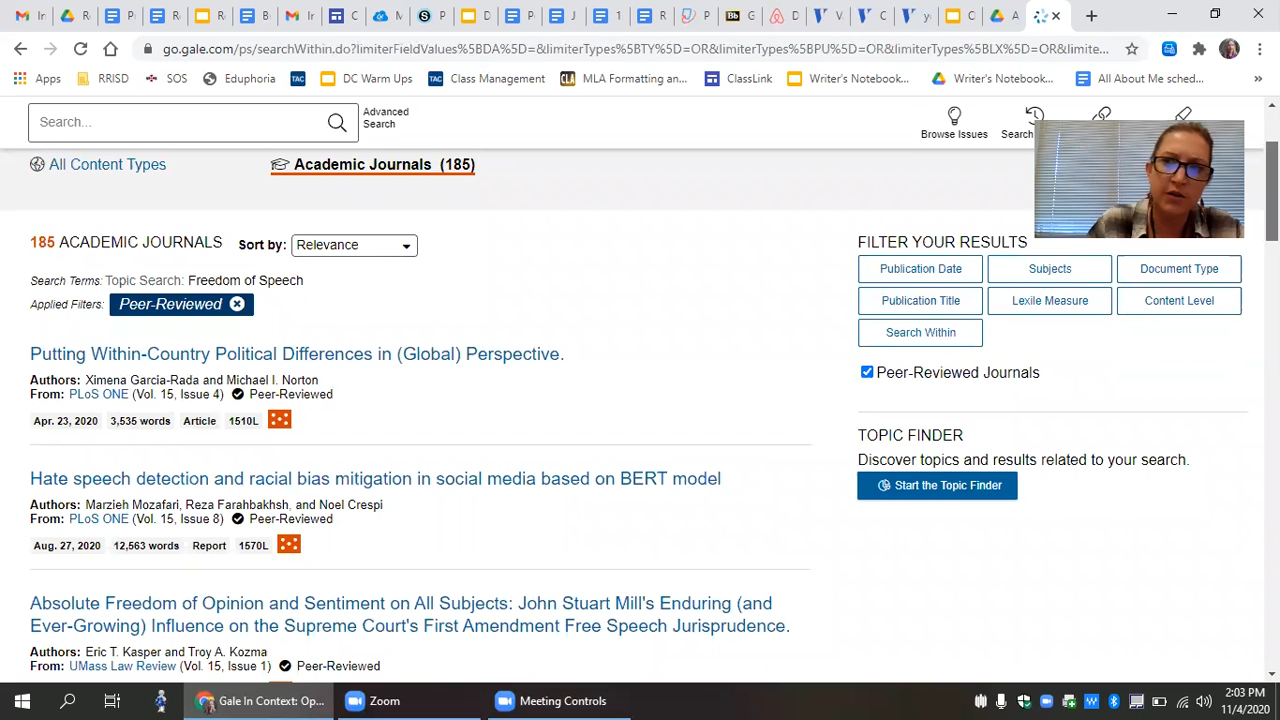 go.gale.com/ps/searchWithin.do?limiterFieldValues%5BDA%5D=&limiterTypes%5BTY%5D=OR&limiterTypes%5BPU%5D=OR&limiterTypes%5BLX%5D=OR&limite...
Apps RRISD SOS Eduphoria DC Warm Ups Class Management MLA Formatting an... ClassLink Writer's Notebook... Writer's Notebook... All About Me sched... »
Search... Advanced Search
Browse Issues Search
All Content Types Academic Journals (185)
185 ACADEMIC JOURNALS Sort by: Relevance
Search Terms: Topic Search: Freedom of Speech
Applied Filters: Peer-Reviewed
Putting Within-Country Political Differences in (Global) Perspective.
Authors: Ximena Garcia-Rada and Michael I. Norton
From: PLoS ONE (Vol. 15, Issue 4) Peer-Reviewed
Apr. 23, 2020 3,535 words Article 1510L
Hate speech detection and racial bias mitigation in social media based on BERT model
Authors: Marzieh Mozafari, Reza Farahbakhsh, and Noel Crespi
From: PLoS ONE (Vol. 15, Issue 8) Peer-Reviewed
Aug. 27, 2020 12,563 words Report 1570L
Absolute Freedom of Opinion and Sentiment on All Subjects: John Stuart Mill's Enduring (and
Ever-Growing) Influence on the Supreme Court's First Amendment Free Speech Jurisprudence.
Authors: Eric T. Kasper and Troy A. Kozma
From: UMass Law Review (Vol. 15, Issue 1) Peer-Reviewed
FILTER YOUR RESULTS
Publication Date Subjects Document Type
Publication Title Lexile Measure Content Level
Search Within
Peer-Reviewed Journals
TOPIC FINDER
Discover topics and results related to your search.
Start the Topic Finder
Gale In Context: Op... Zoom Meeting Controls
2:03 PM
11/4/2020